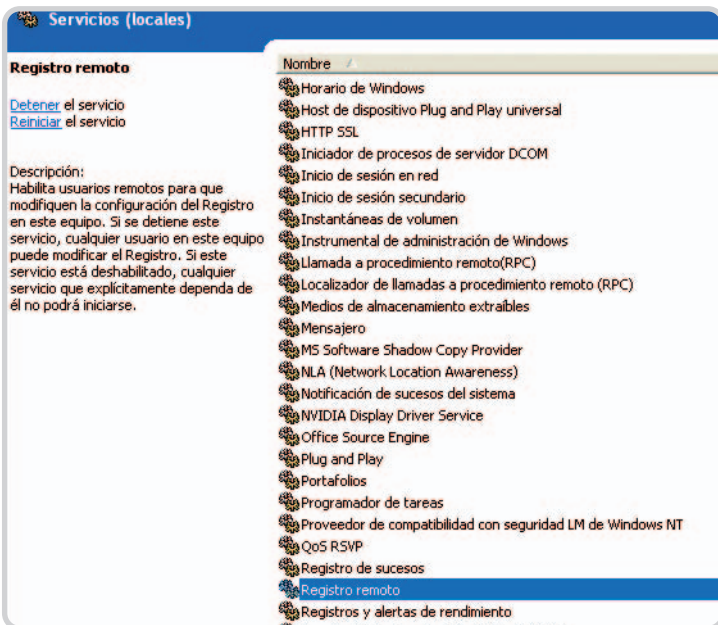 Servicios (locales)
Registro remoto
Detener el servicio
Reiniciar el servicio
Descripción:
Habilita usuarios remotos para que
modifiquen la configuración del Registro
en este equipo. Si se detiene este
servicio, cualquier usuario en este equipo
puede modificar el Registro. Si este
servicio está deshabilitado, cualquier
servicio que explícitamente dependa de
él no podrá iniciarse.
Nombre
Horario de Windows
Host de dispositivo Plug and Play universal
HTTP SSL
Iniciador de procesos de servidor DCOM
Inicio de sesión en red
Inicio de sesión secundario
Instantáneas de volumen
Instrumental de administración de Windows
Llamada a procedimiento remoto(RPC)
Localizador de llamadas a procedimiento remoto (RPC)
Medios de almacenamiento extraíbles
Mensajero
MS Software Shadow Copy Provider
NLA (Network Location Awareness)
Notificación de sucesos del sistema
NVIDIA Display Driver Service
Office Source Engine
Plug and Play
Portafolios
Programador de tareas
Proveedor de compatibilidad con seguridad LM de Windows NT
QoS RSVP
Registro de sucesos
Registro remoto
Registros y alertas de rendimiento